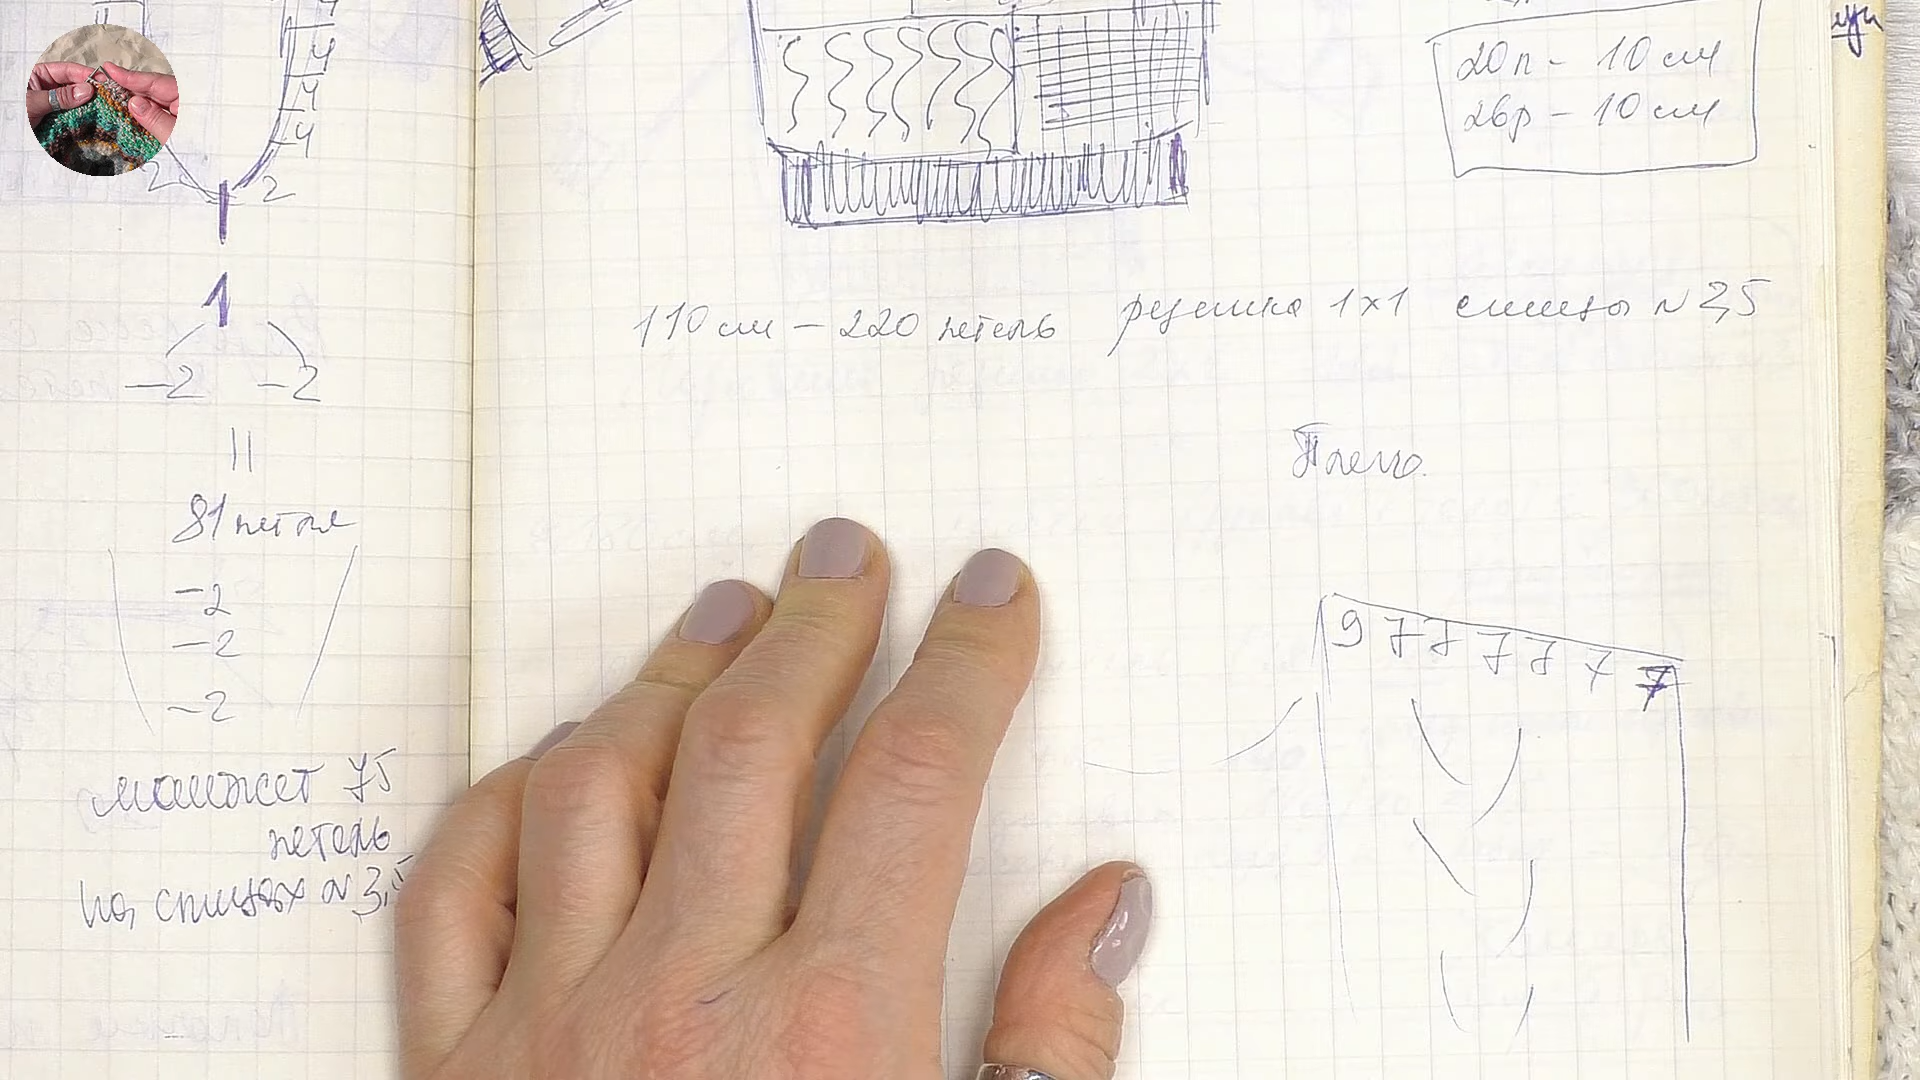 4
4
4
4
2 2
1
-2 -2
81 петля
-2
-2
-2
манжет 75
петель
на спицах №3,5
20п - 10 см
26р - 10 см
110 см - 220 петель резинка 1х1 спицы №2,5
Плечо.
9 7 7 7 7 7 7